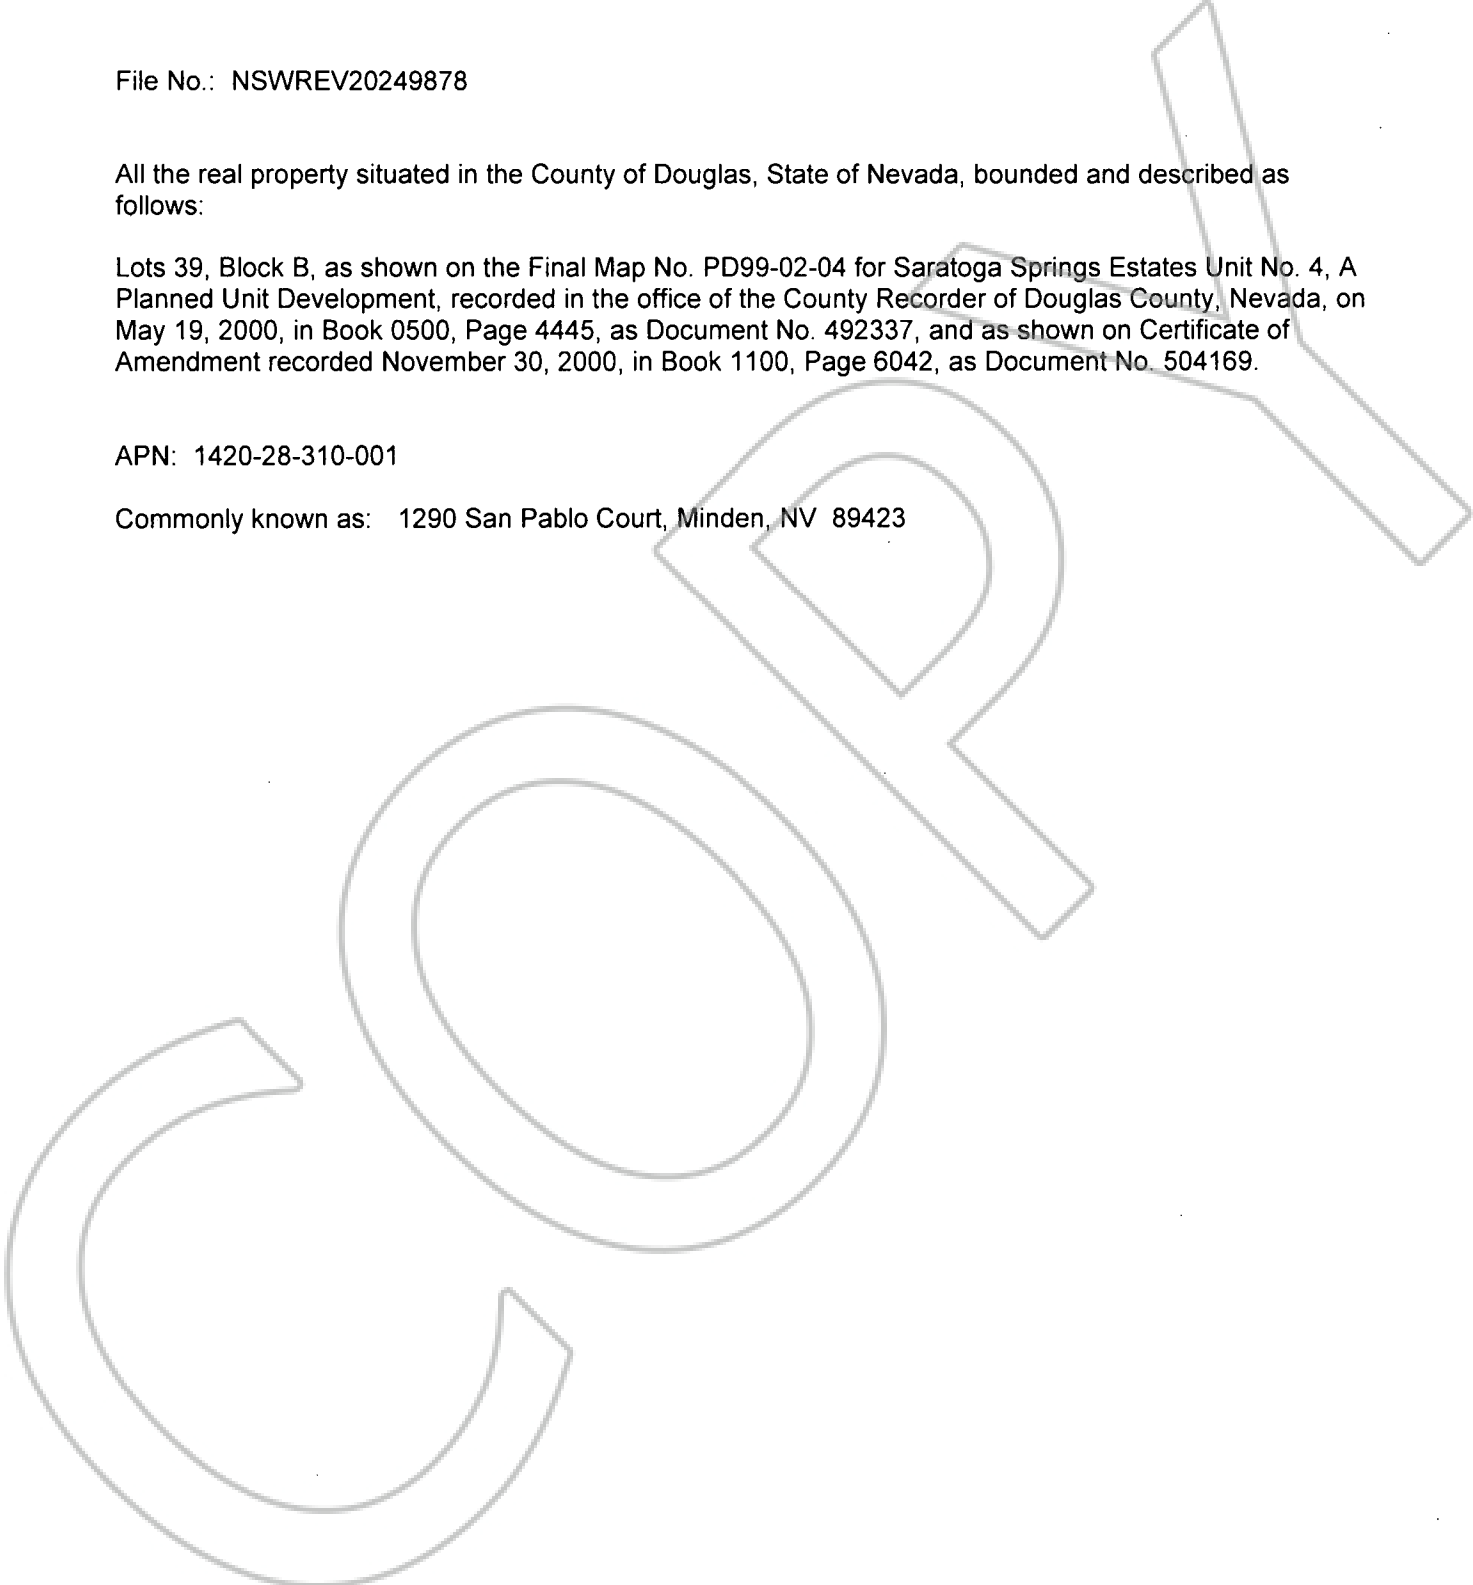 File No.: NSWREV20249878
All the real property situated in the County of Douglas, State of Nevada, bounded and described as
follows:
Lots 39, Block B, as shown on the Final Map No. PD99-02-04 for Saratoga Springs Estates Unit No. 4, A
Planned Unit Development, recorded in the office of the County Recorder of Douglas County, Nevada, on
May 19, 2000, in Book 0500, Page 4445, as Document No. 492337, and as shown on Certificate of
Amendment recorded November 30, 2000, in Book 1100, Page 6042, as Document No. 504169.
APN: 1420-28-310-001
Commonly known as: 1290 San Pablo Court, Minden, NV 89423
COPY